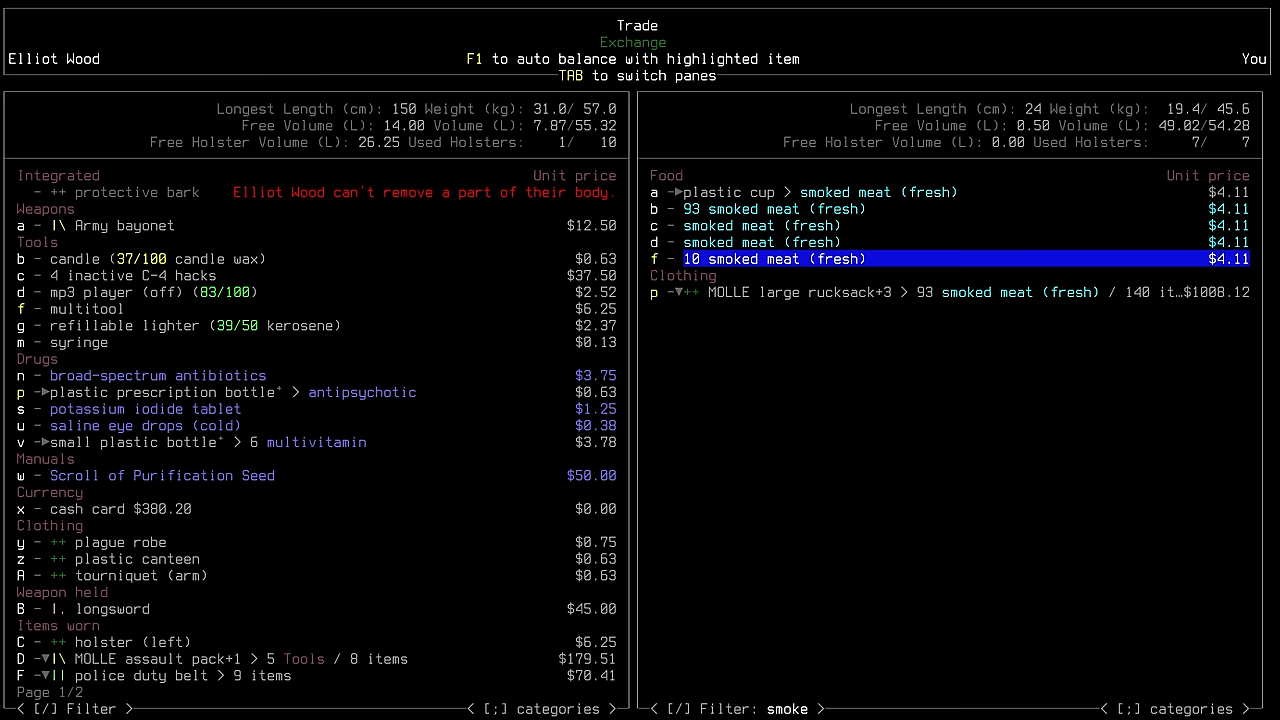 Trade
Exchange
Elliot Wood F1 to auto balance with highlighted item You
TAB to switch panes
Longest Length (cm): 150 Weight (kg): 31.0/ 57.0
Free Volume (L): 14.00 Volume (L): 7.87/55.32
Free Holster Volume (L): 26.25 Used Holsters: 1/ 10
Integrated Unit price
- ++ protective bark Elliot Wood can't remove a part of their body.
Weapons
a - |\ Army bayonet $12.50
Tools
b - candle (37/100 candle wax) $0.63
c - 4 inactive C-4 hacks $37.50
d - mp3 player (off) (83/100) $2.52
f - multitool $6.25
g - refillable lighter (39/50 kerosene) $2.37
m - syringe $0.13
Drugs
n - broad-spectrum antibiotics $3.75
p -▶plastic prescription bottle⁺ > antipsychotic $0.63
s - potassium iodide tablet $1.25
u - saline eye drops (cold) $0.38
v -▶small plastic bottle⁺ > 6 multivitamin $3.78
Manuals
w - Scroll of Purification Seed $50.00
Currency
x - cash card $380.20 $0.00
Clothing
y - ++ plague robe $0.75
z - ++ plastic canteen $0.63
A - ++ tourniquet (arm) $0.63
Weapon held
B - |. longsword $45.00
Items worn
C - ++ holster (left) $6.25
D -▼|\ MOLLE assault pack+1 > 5 Tools / 8 items $179.51
F -▼|| police duty belt > 9 items $70.41
Page 1/2
< [/] Filter > < [;] categories >
Longest Length (cm): 24 Weight (kg): 19.4/ 45.6
Free Volume (L): 0.50 Volume (L): 49.02/54.28
Free Holster Volume (L): 0.00 Used Holsters: 7/ 7
Food Unit price
a -▶plastic cup > smoked meat (fresh) $4.11
b - 93 smoked meat (fresh) $4.11
c - smoked meat (fresh) $4.11
d - smoked meat (fresh) $4.11
f - 10 smoked meat (fresh) $4.11
Clothing
p -▼++ MOLLE large rucksack+3 > 93 smoked meat (fresh) / 140 it…$1008.12
< [/] Filter: smoke > < [;] categories >